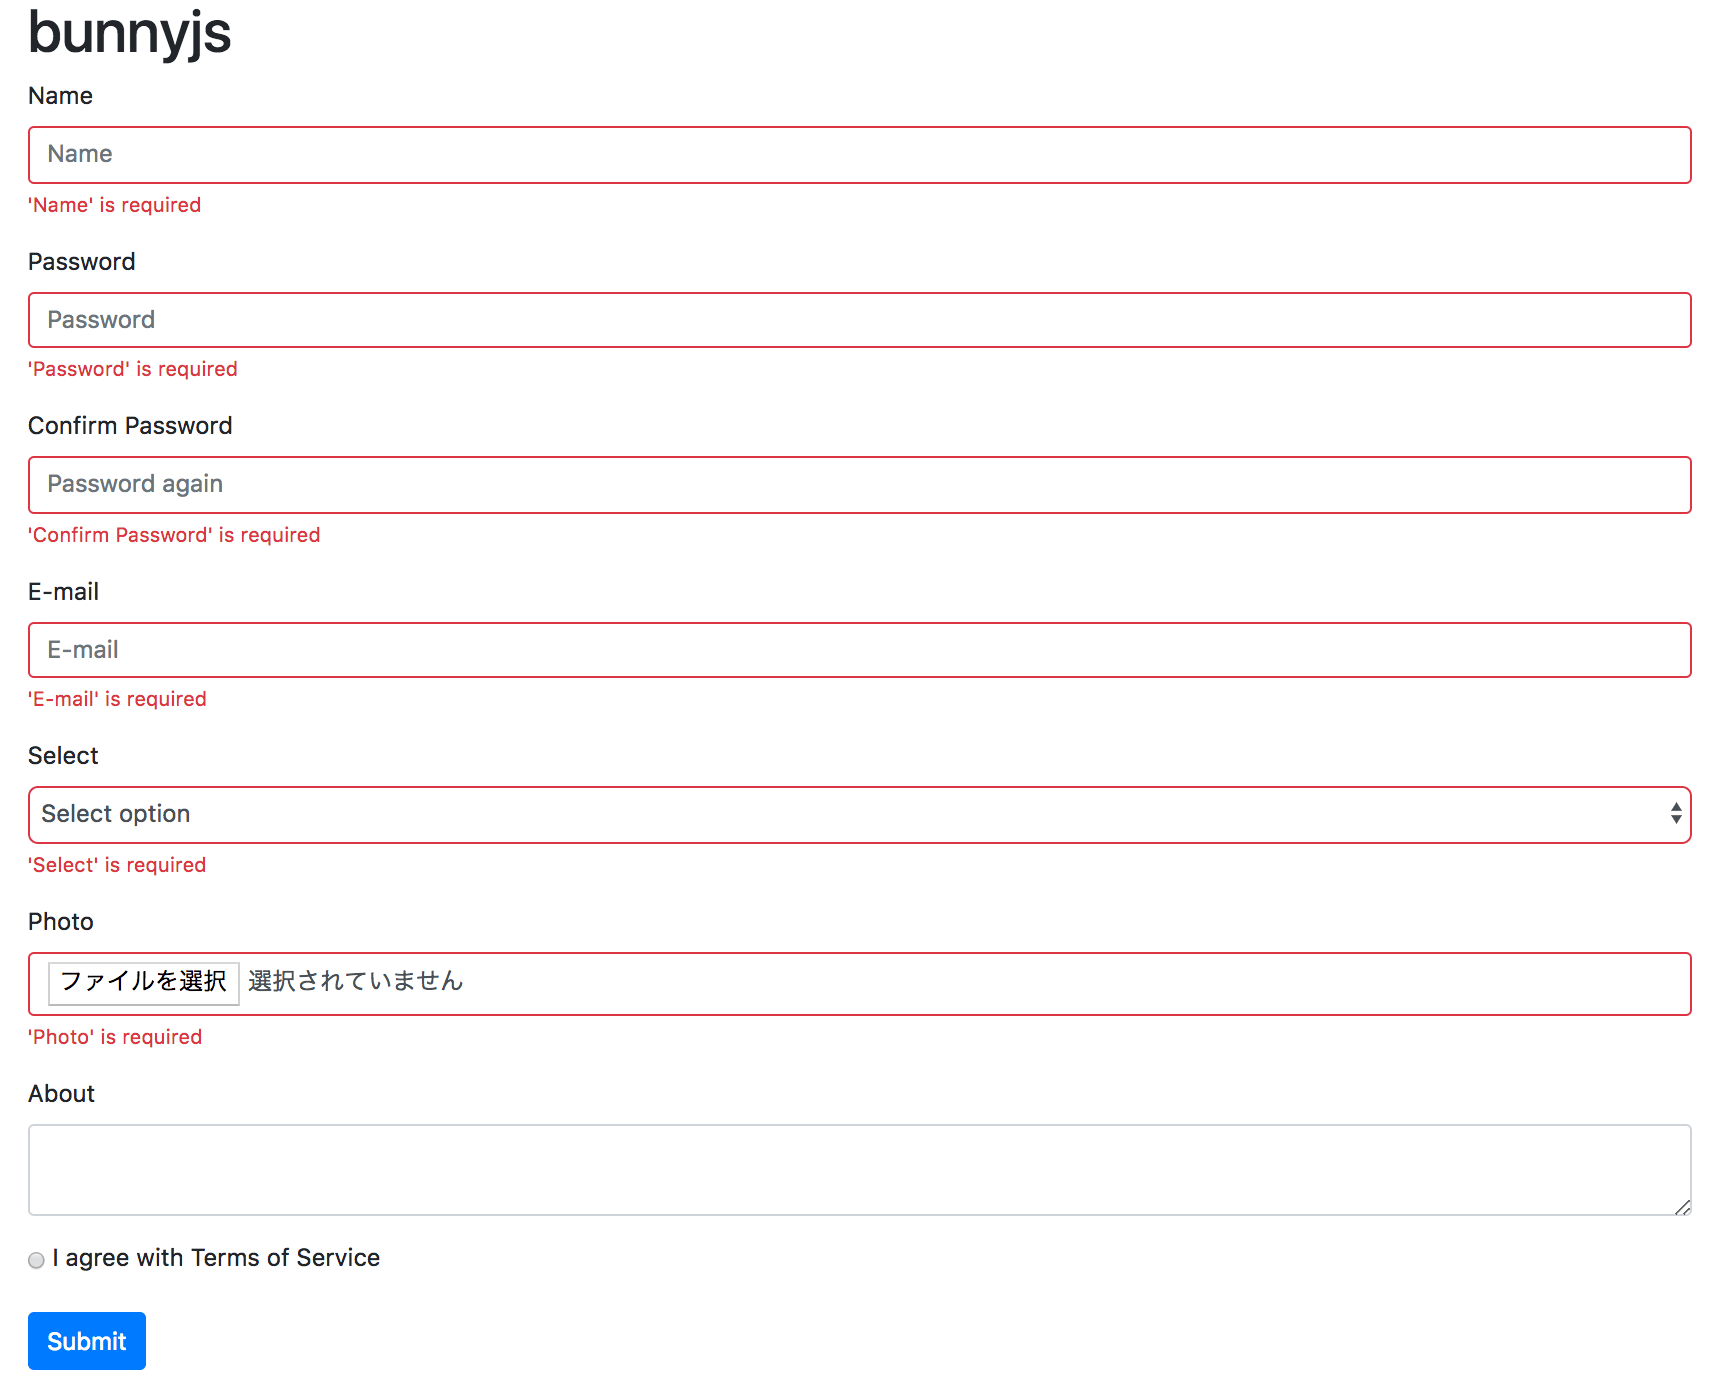 bunnyjs
Name
Name
'Name' is required
Password
Password
'Password' is required
Confirm Password
Password again
'Confirm Password' is required
E-mail
E-mail
'E-mail' is required
Select
Select option
'Select' is required
Photo
ファイルを選択 選択されていません
'Photo' is required
About
I agree with Terms of Service
Submit